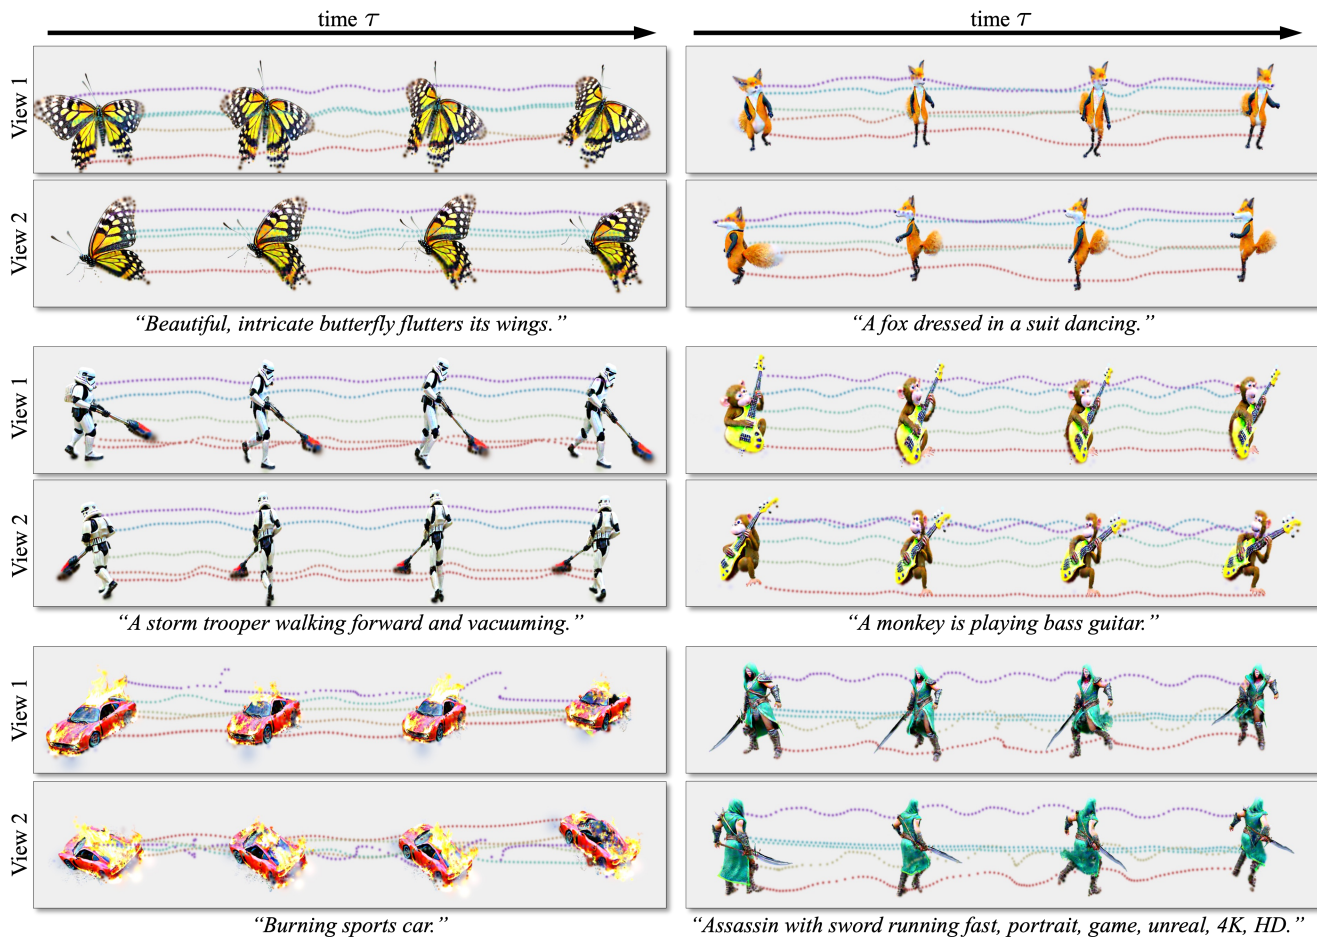 time τ
time τ
View 1
View 2
“Beautiful, intricate butterfly flutters its wings.”
“A fox dressed in a suit dancing.”
View 1
View 2
“A storm trooper walking forward and vacuuming.”
“A monkey is playing bass guitar.”
View 1
View 2
“Burning sports car.”
“Assassin with sword running fast, portrait, game, unreal, 4K, HD.”